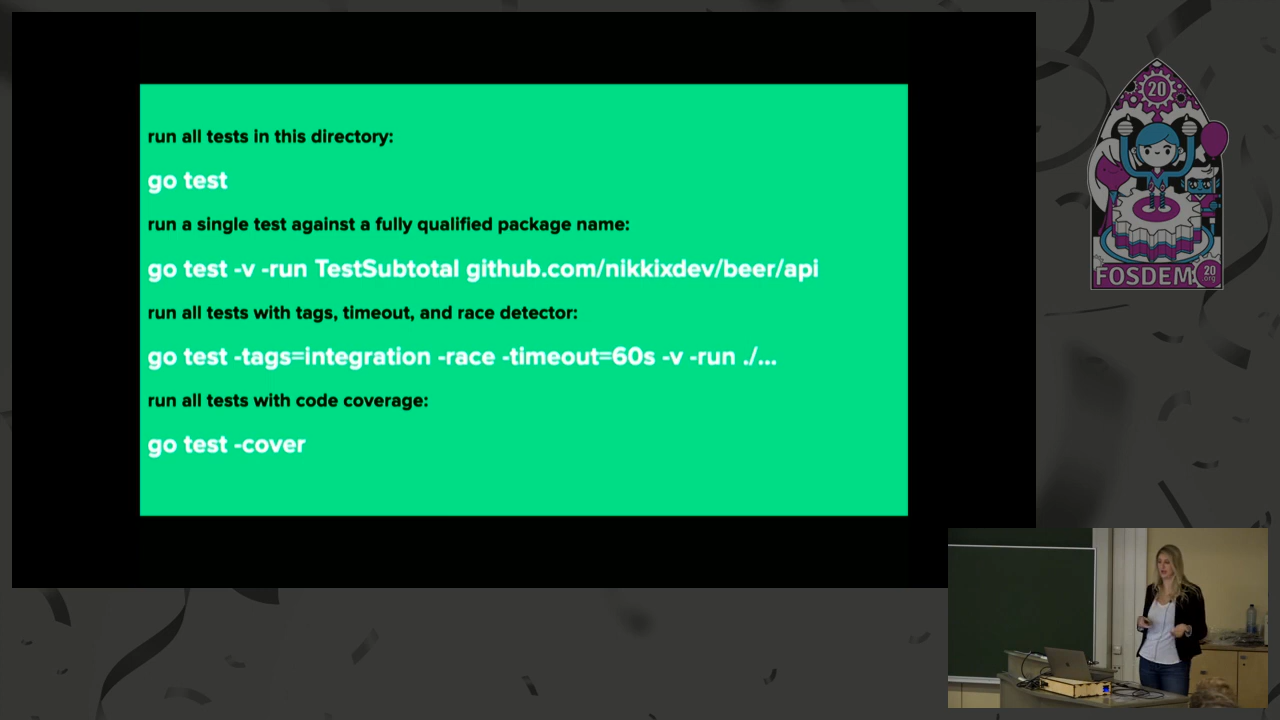 run all tests in this directory:
go test
run a single test against a fully qualified package name:
go test -v -run TestSubtotal github.com/nikkixdev/beer/api
run all tests with tags, timeout, and race detector:
go test -tags=integration -race -timeout=60s -v -run ./...
run all tests with code coverage:
go test -cover
20
FOSDEM
20
org